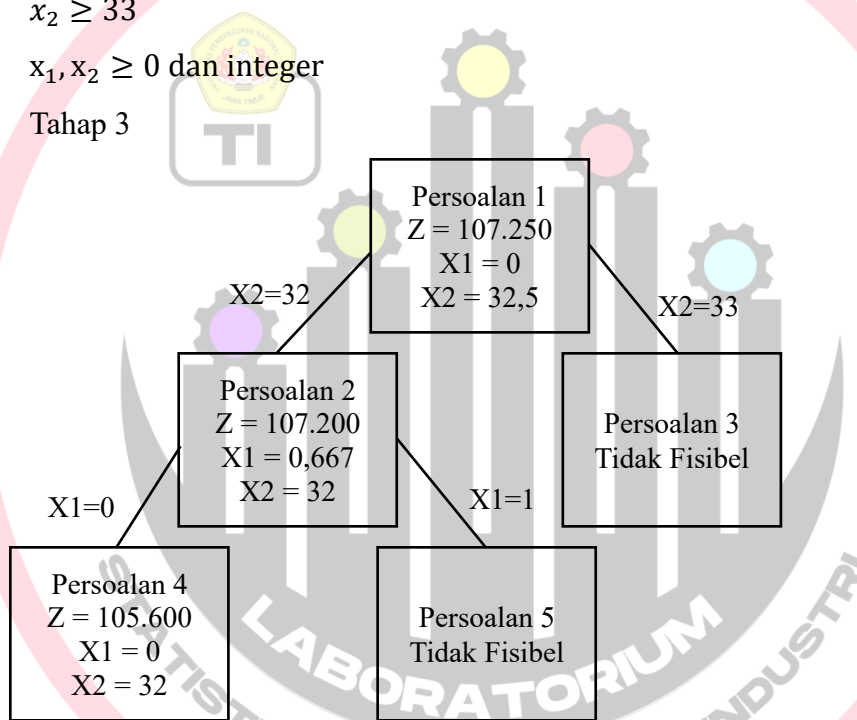 x₂ ≥ 33
x₁, x₂ ≥ 0 dan integer
Tahap 3
TI
JAWA TIMUR
Persoalan 1
Z = 107.250
X1 = 0
X2 = 32,5
X2=32
X2=33
Persoalan 2
Z = 107.200
X1 = 0,667
X2 = 32
Persoalan 3
Tidak Fisibel
X1=0
X1=1
Persoalan 4
Z = 105.600
X1 = 0
X2 = 32
Persoalan 5
Tidak Fisibel
LABORATORIUM